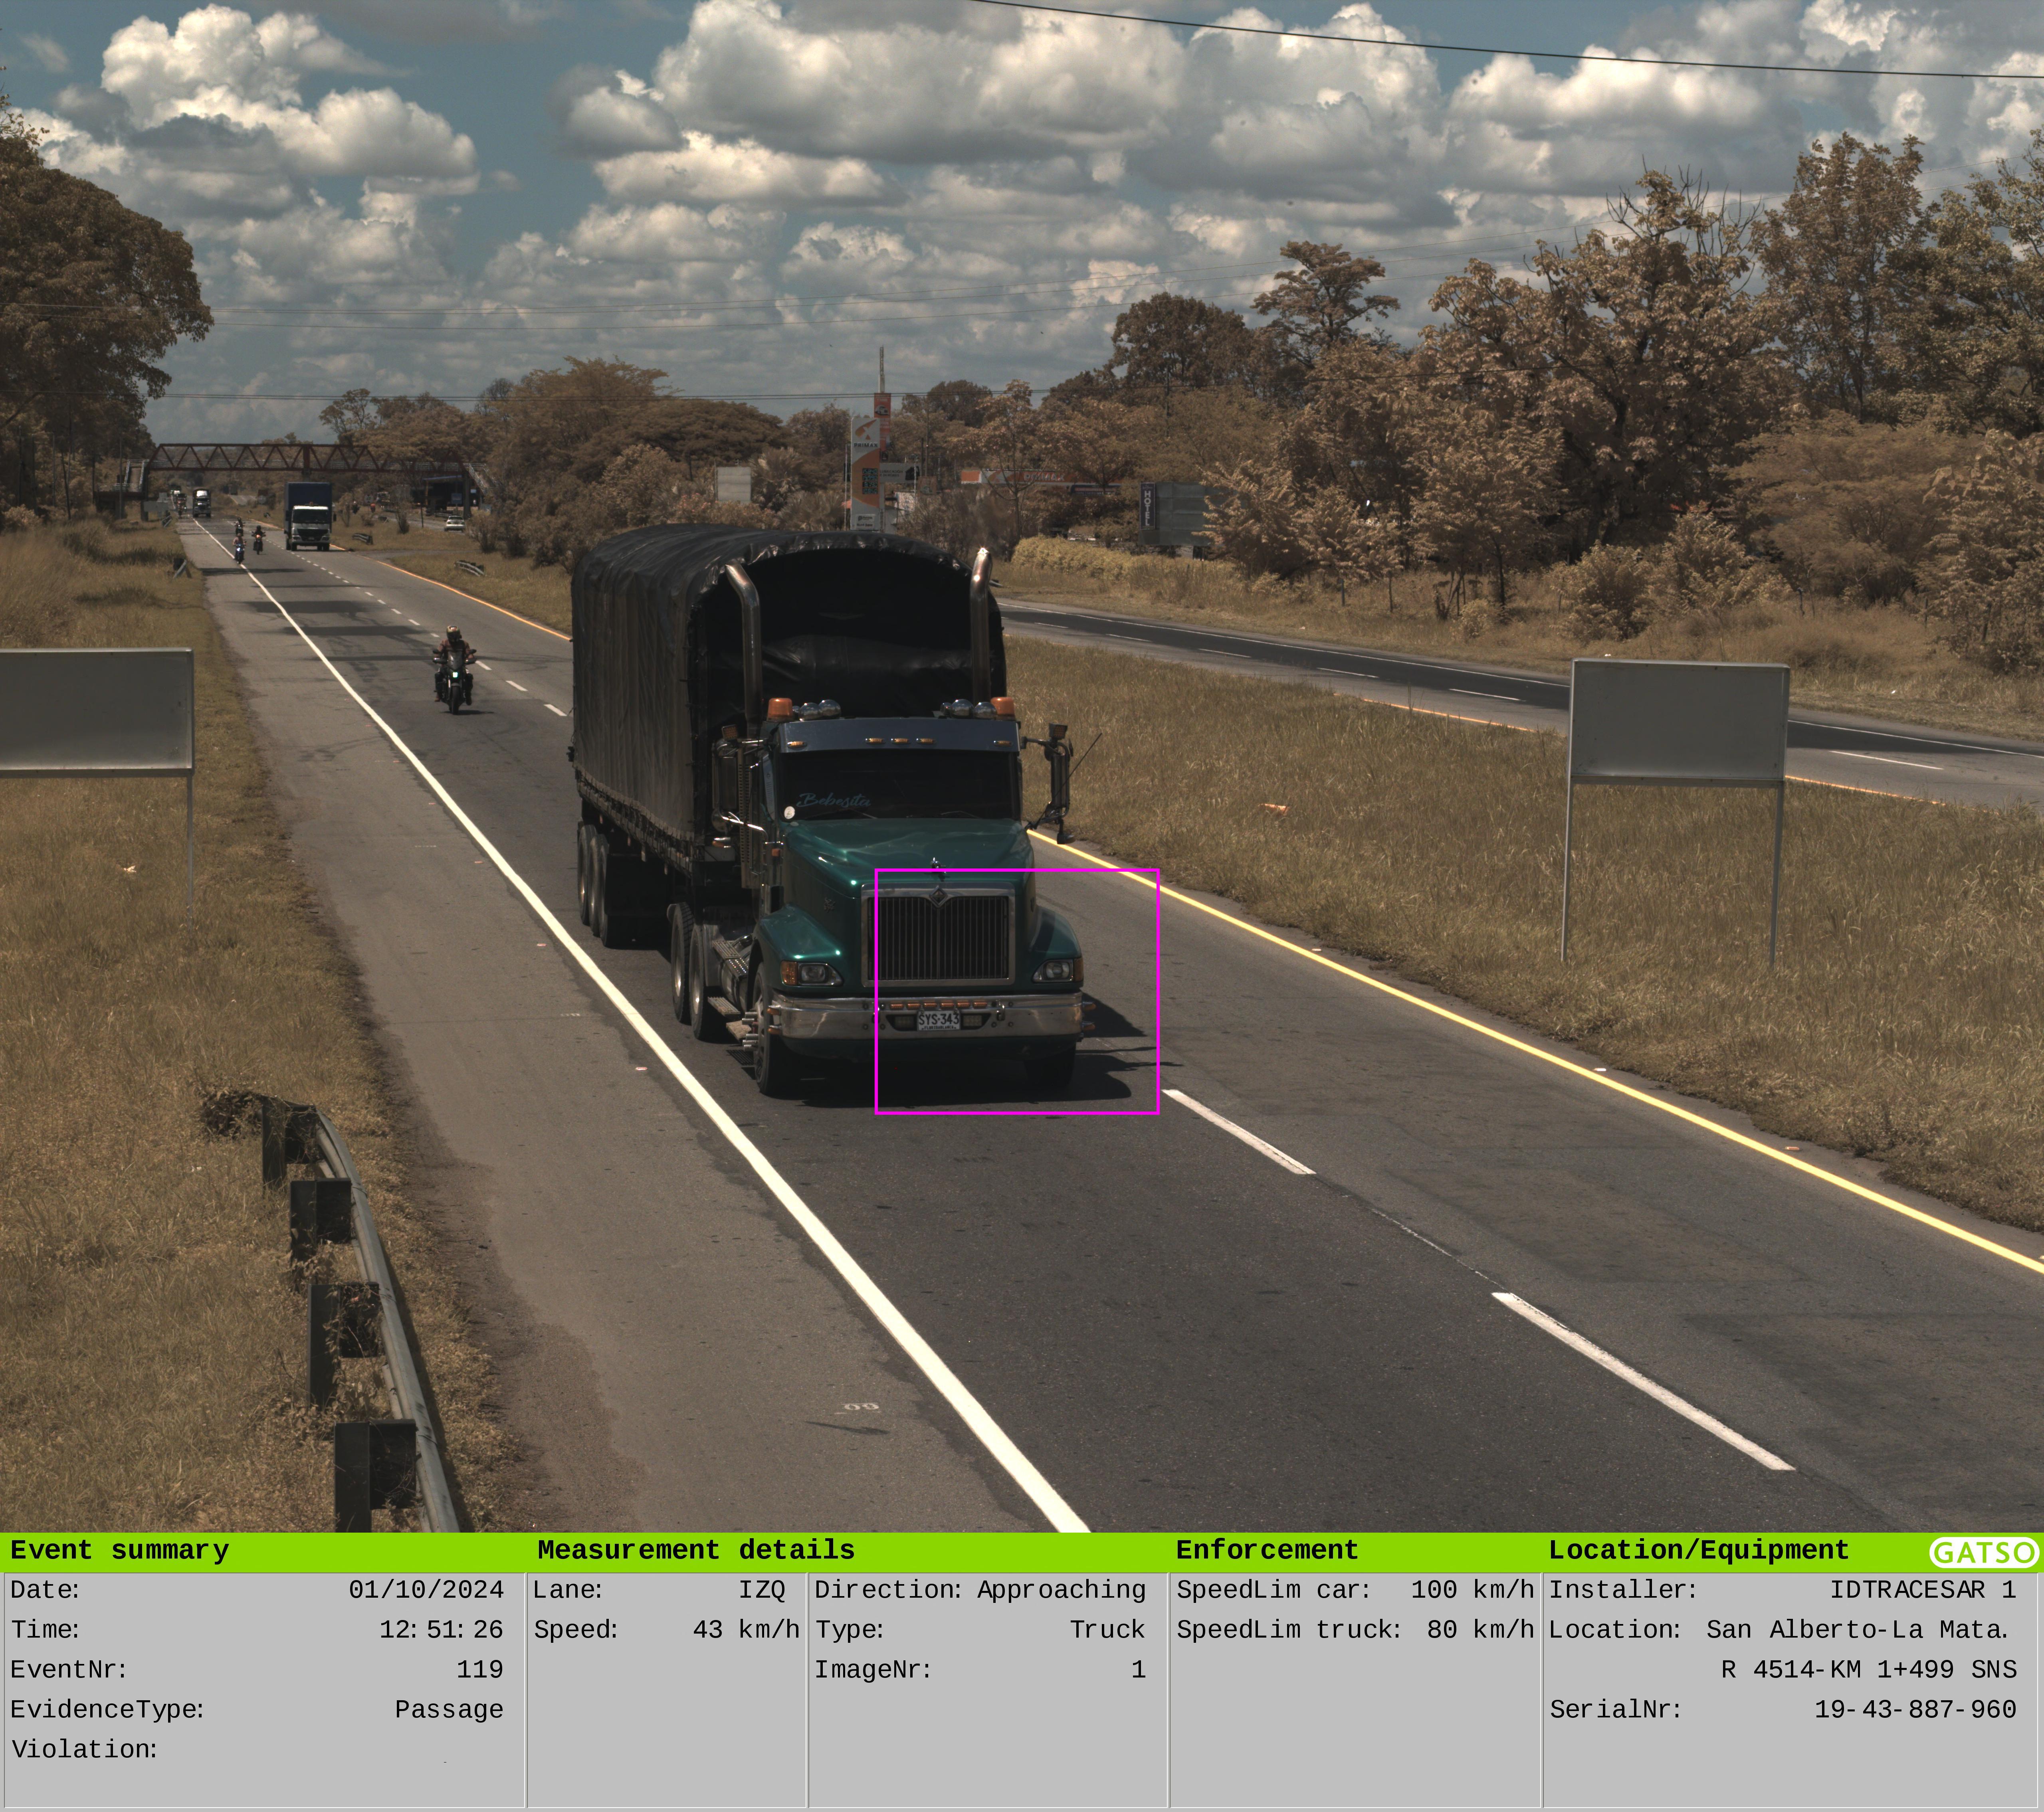 HOTEL
Bebesita
SYS-343
Event summary
Measurement details
Enforcement
Location/Equipment
GATSO
Date: 01/10/2024
Lane: IZQ
Direction: Approaching
SpeedLim car: 100 km/h
Installer: IDTRACESAR 1
Time: 12:51:26
Speed: 43 km/h
Type: Truck
SpeedLim truck: 80 km/h
Location: San Alberto-La Mata.
EventNr: 119
ImageNr: 1
R 4514-KM 1+499 SNS
EvidenceType: Passage
SerialNr: 19-43-887-960
Violation: